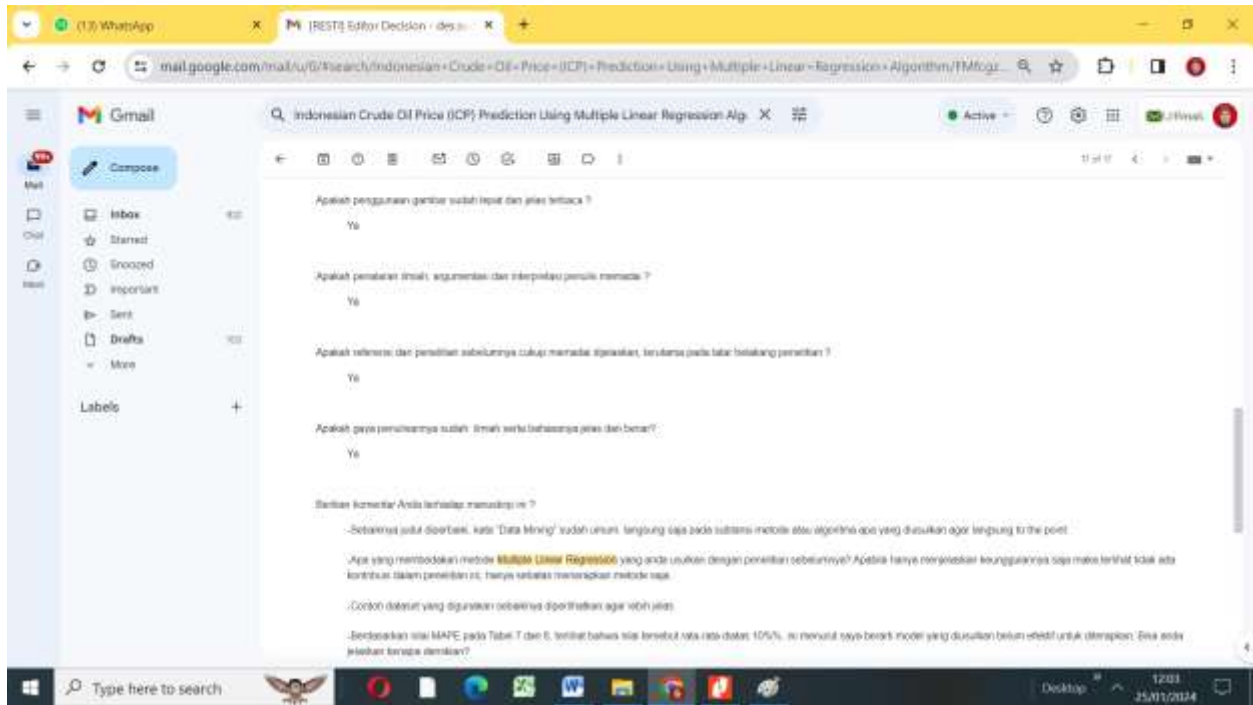 (13) WhatsApp
[RESTI] Editor Decision - des
mail.google.com/mail/u/6/#search/Indonesian+Crude+Oil+Price+(ICP)+Prediction+Using+Multiple+Linear+Regression+Algorithm/FMfcgz...
Gmail
Indonesian Crude Oil Price (ICP) Prediction Using Multiple Linear Regression Alg
Active
99+
Compose
Mail
Chat
Meet
Inbox
Starred
Snoozed
Important
Sent
Drafts
More
Labels
Apakah penggunaan gambar sudah tepat dan jelas terbaca ?
Ya
Apakah penalaran ilmiah, argumentasi dan interpretasi penulis memadai ?
Ya
Apakah referensi dan penelitian sebelumnya cukup memadai dijelaskan, terutama pada latar belakang penelitian ?
Ya
Apakah gaya penulisannya sudah ilmiah serta bahasanya jelas dan benar?
Ya
Berikan komentar Anda terhadap manuskrip ini ?
-Sebaiknya judul diperbaiki, kata "Data Mining" sudah umum, langsung saja pada substansi metode atau algoritma apa yang diusulkan agar langsung to the point
-Apa yang membedakan metode Multiple Linear Regression yang anda usulkan dengan penelitian sebelumnya? Apabila hanya menjelaskan keunggulannya saja maka terlihat tidak ada
kontribusi dalam penelitian ini, hanya sebatas menerapkan metode saja
-Contoh dataset yang digunakan sebaiknya diperlihatkan agar lebih jelas
-Berdasarkan nilai MAPE pada Tabel 7 dan 8, terlihat bahwa nilai tersebut rata-rata diatas 10%, ini menurut saya berarti model yang diusulkan belum efektif untuk diterapkan. Bisa anda
jelaskan kenapa demikian?
Type here to search
Desktop
12:03
25/01/2024